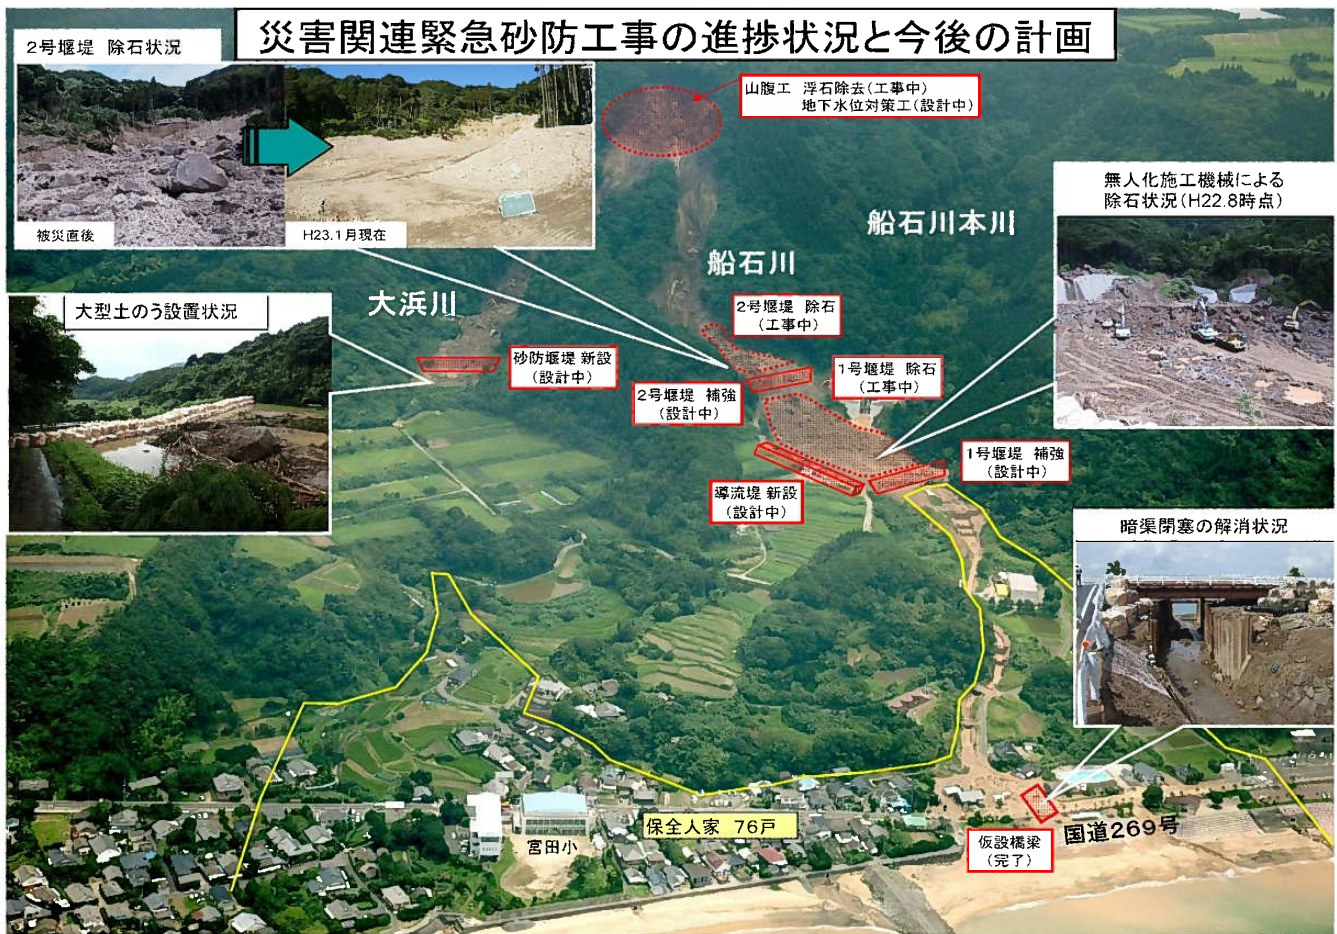 災害関連緊急砂防工事の進捗状況と今後の計画
2号堰堤 除石状況
被災直後
H23.1月現在
山腹工 浮石除去(工事中)
地下水位対策工(設計中)
無人化施工機械による
除石状況(H22.8時点)
船石川本川
船石川
大浜川
大型土のう設置状況
2号堰堤 除石
(工事中)
砂防堰堤 新設
(設計中)
1号堰堤 除石
(工事中)
2号堰堤 補強
(設計中)
1号堰堤 補強
(設計中)
導流堤 新設
(設計中)
暗渠閉塞の解消状況
保全人家 76戸
宮田小
国道269号
仮設橋梁
(完了)